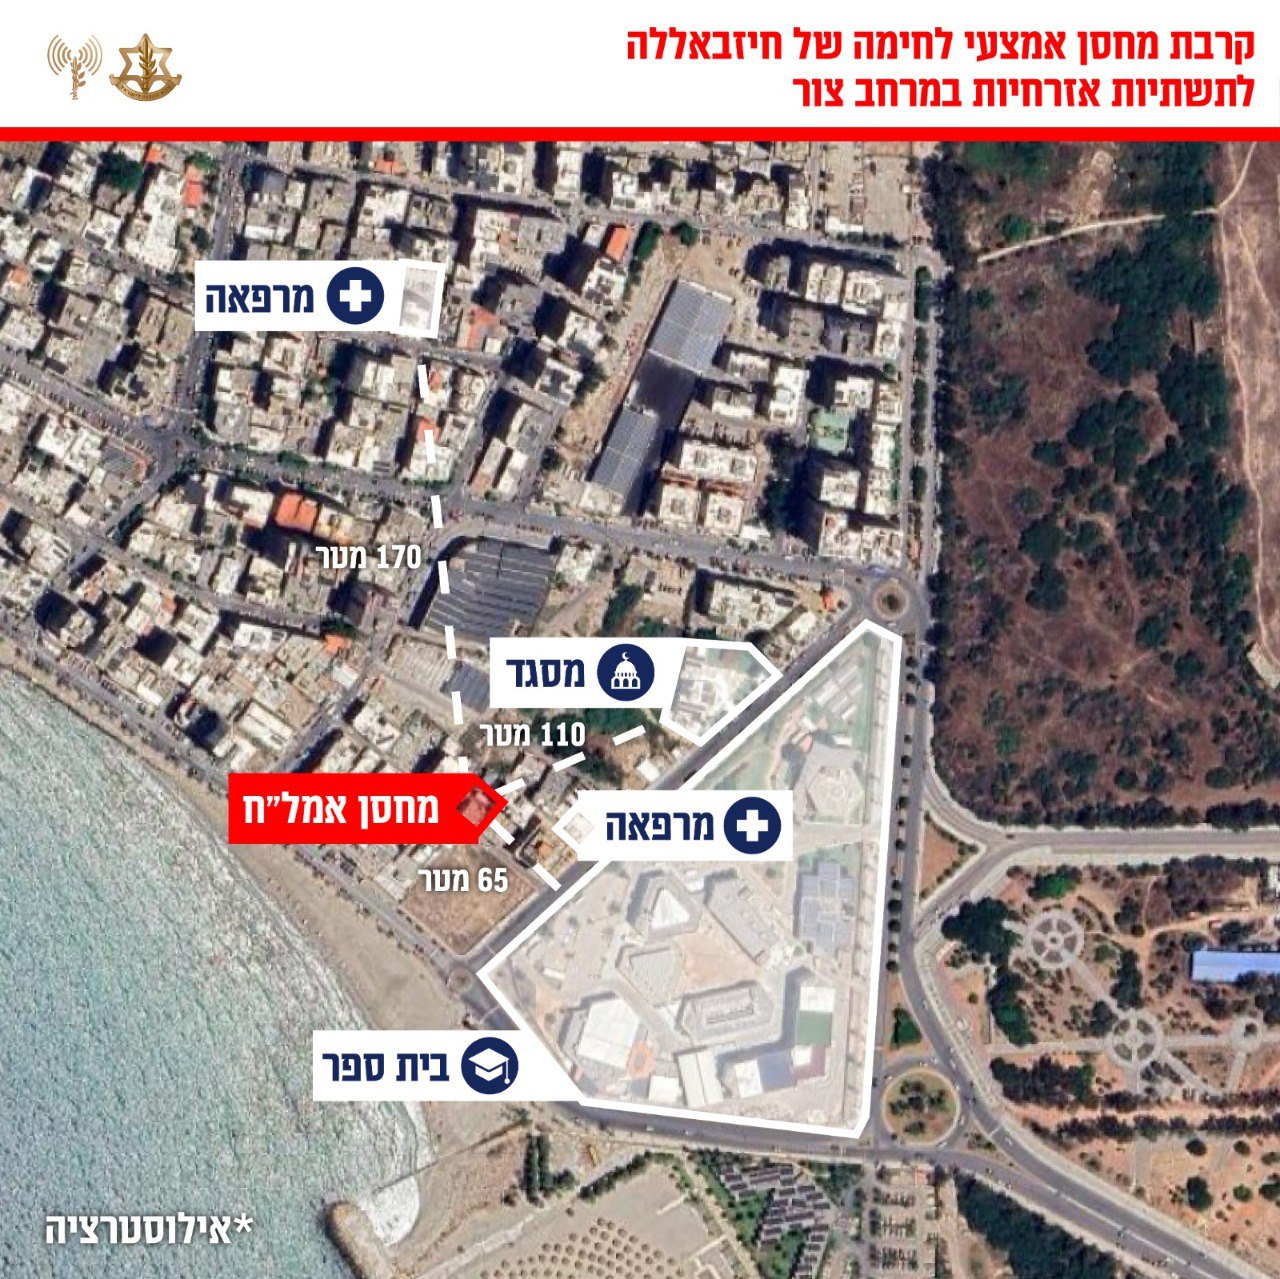 קרבת מחסן אמצעי לחימה של חיזבאללה
לתשתיות אזרחיות במרחב צור
מרפאה
170 מטר
מסגד
110 מטר
מחסן אמל״ח
מרפאה
65 מטר
בית ספר
*אילוסטרציה